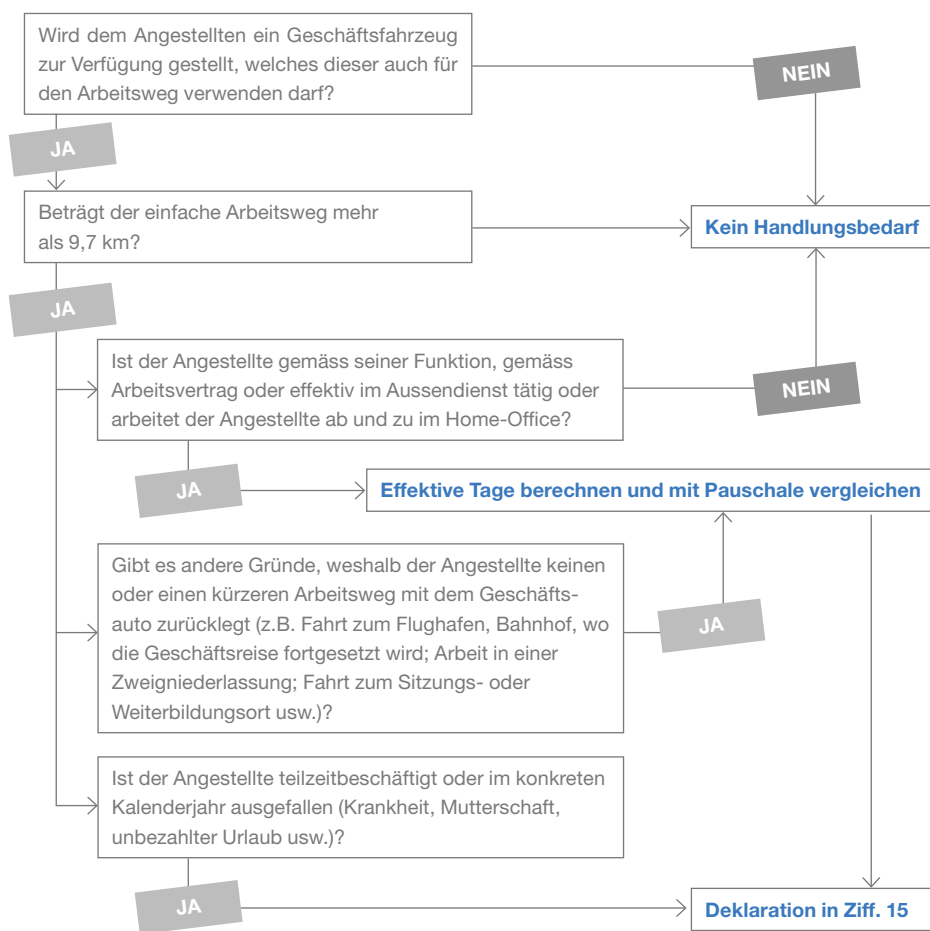 Wird dem Angestellten ein Geschäftsfahrzeug
zur Verfügung gestellt, welches dieser auch für
den Arbeitsweg verwenden darf?
NEIN
JA
Beträgt der einfache Arbeitsweg mehr
als 9,7 km?
Kein Handlungsbedarf
JA
Ist der Angestellte gemäss seiner Funktion, gemäss
Arbeitsvertrag oder effektiv im Aussendienst tätig oder
arbeitet der Angestellte ab und zu im Home-Office?
NEIN
JA
Effektive Tage berechnen und mit Pauschale vergleichen
Gibt es andere Gründe, weshalb der Angestellte keinen
oder einen kürzeren Arbeitsweg mit dem Geschäfts-
auto zurücklegt (z.B. Fahrt zum Flughafen, Bahnhof, wo
die Geschäftsreise fortgesetzt wird; Arbeit in einer
Zweigniederlassung; Fahrt zum Sitzungs- oder
Weiterbildungsort usw.)?
JA
Ist der Angestellte teilzeitbeschäftigt oder im konkreten
Kalenderjahr ausgefallen (Krankheit, Mutterschaft,
unbezahlter Urlaub usw.)?
JA
Deklaration in Ziff. 15